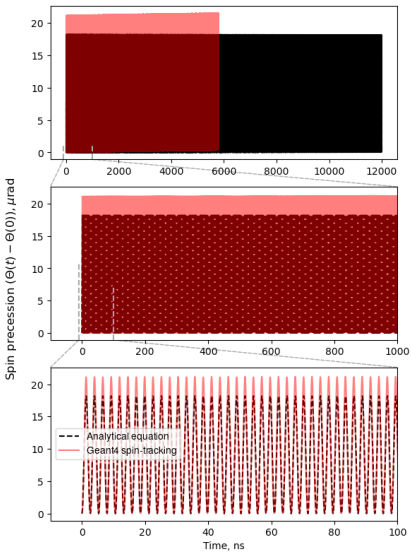 20
15
10
5
0
0 2000 4000 6000 8000 10000 12000
20
15
10
5
0
0 200 400 600 800 1000
Spin precession (Θ(t) − Θ(0)), μrad
20
15
10
5
0
Analytical equation
Geant4 spin-tracking
0 20 40 60 80 100
Time, ns